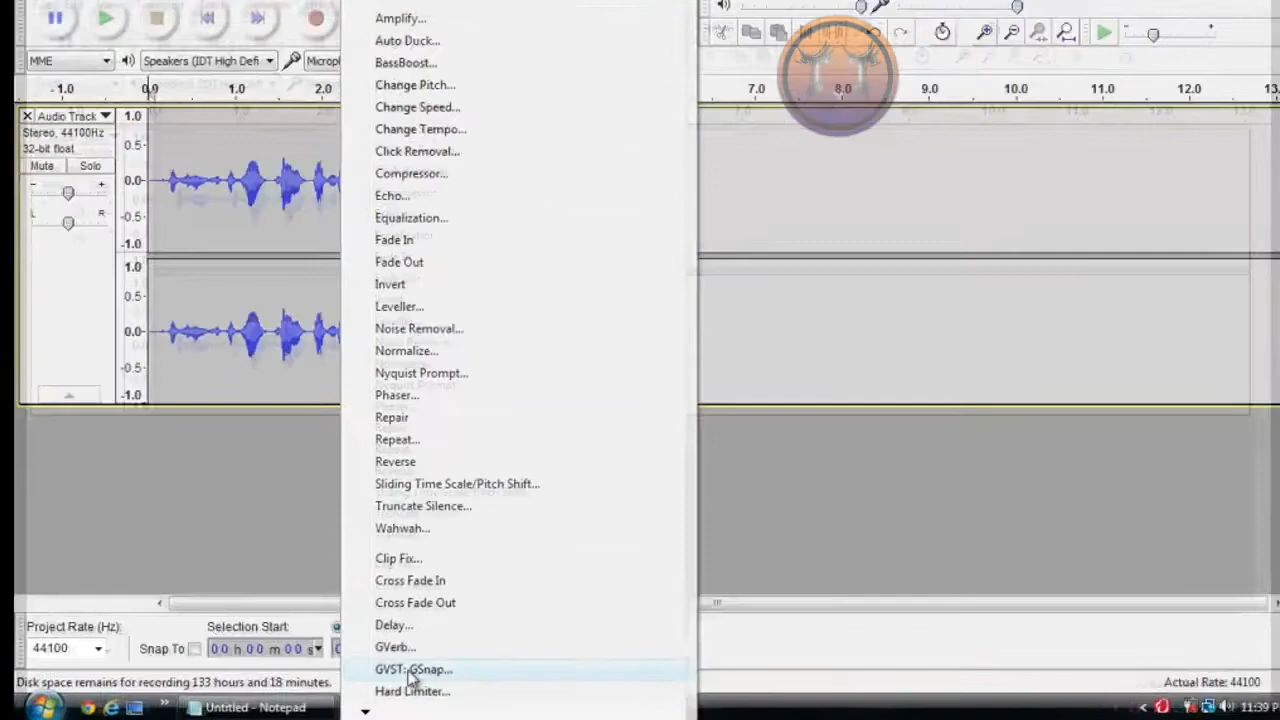 MME
Speakers (IDT High Defi
Microph
- 1.0
0.0
1.0
2.0
7.0
8.0
9.0
10.0
11.0
12.0
13.
Audio Track
Stereo, 44100Hz
32-bit float
Mute
Solo
-
+
L
R
1.0
0.5-
0.0-
-0.5-
-1.0
1.0
0.5-
0.0-
-0.5-
-1.0
Amplify...
Auto Duck...
BassBoost...
Change Pitch...
Change Speed...
Change Tempo...
Click Removal...
Compressor...
Echo...
Equalization...
Fade In
Fade Out
Invert
Leveller...
Noise Removal...
Normalize...
Nyquist Prompt...
Phaser...
Repair
Repeat...
Reverse
Sliding Time Scale/Pitch Shift...
Truncate Silence...
Wahwah...
Clip Fix...
Cross Fade In
Cross Fade Out
Delay...
GVerb...
GVST: GSnap...
Hard Limiter...
Project Rate (Hz):
Selection Start:
44100
Snap To
00 h 00 m 00 s
Disk space remains for recording 133 hours and 18 minutes.
Actual Rate: 44100
Untitled - Notepad
11:39 P